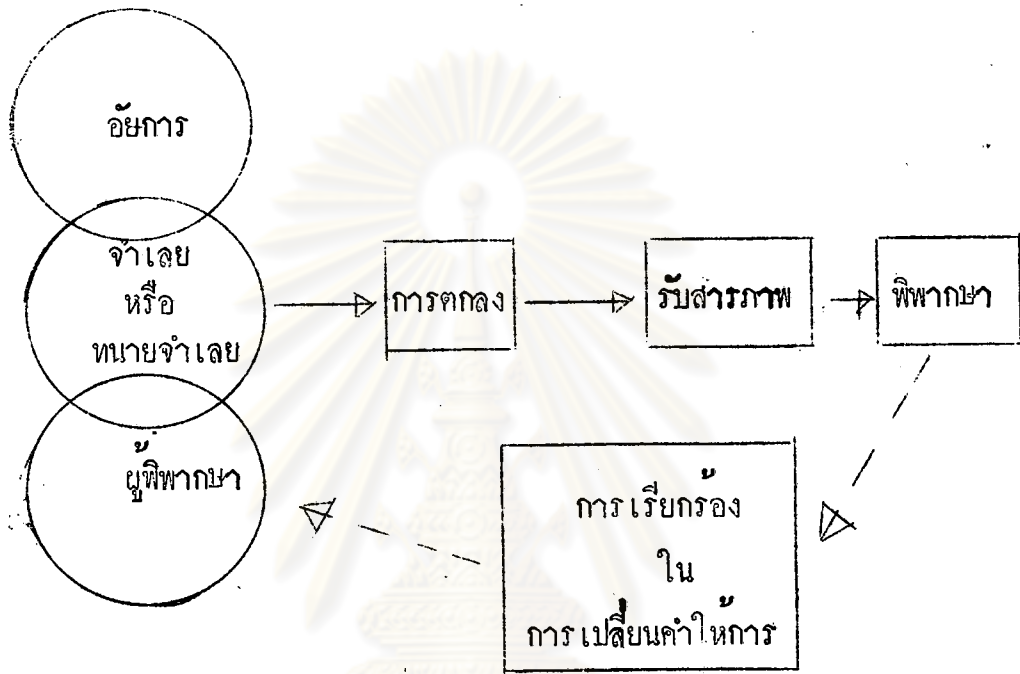 อัยการ
จำเลย
หรือ
ทนายจำเลย
ผู้พิพากษา
การตกลง
รับสารภาพ
พิพากษา
การเรียกร้อง
ใน
การเปลี่ยนคำให้การ